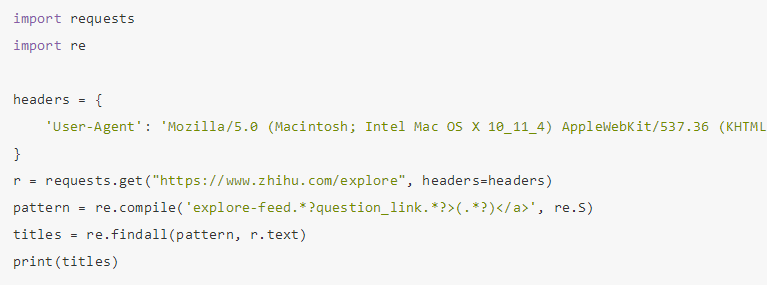 import requests
import re
headers = {
    'User-Agent': 'Mozilla/5.0 (Macintosh; Intel Mac OS X 10_11_4) AppleWebKit/537.36 (KHTML
}
r = requests.get("https://www.zhihu.com/explore", headers=headers)
pattern = re.compile('explore-feed.*?question_link.*?>(.*?)</a>', re.S)
titles = re.findall(pattern, r.text)
print(titles)